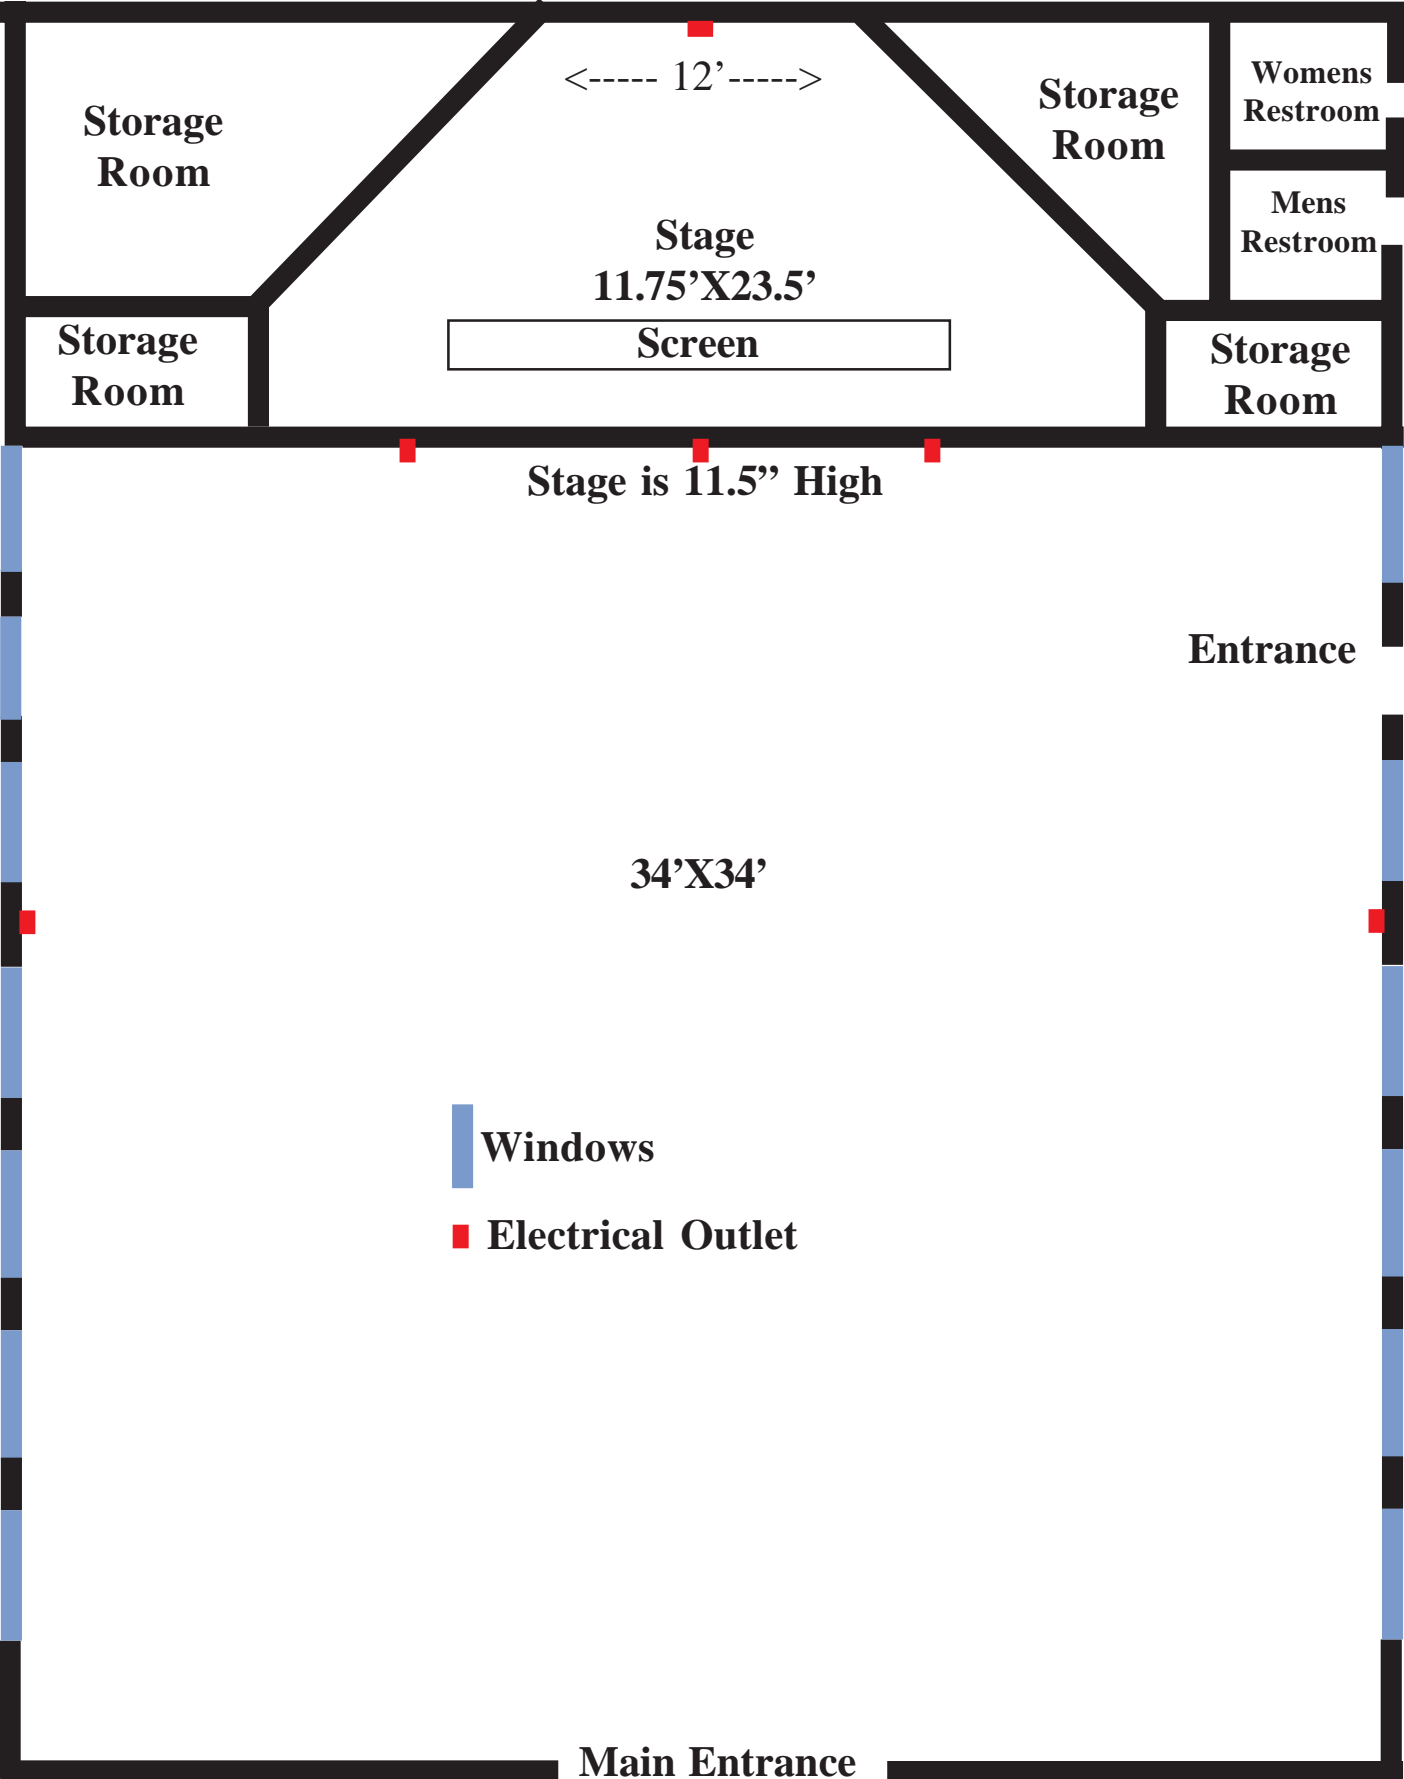 <----- 12’----->
Storage
Room
Storage
Room
Womens
Restroom
Mens
Restroom
Stage
11.75’X23.5’
Screen
Storage
Room
Storage
Room
Stage is 11.5” High
Entrance
34’X34’
Windows
Electrical Outlet
Main Entrance